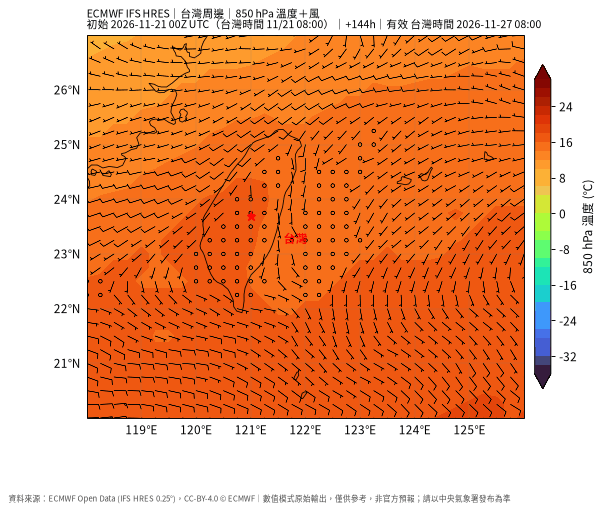 ECMWF IFS HRES｜台灣周邊｜850 hPa 溫度＋風
初始 2026-11-21 00Z UTC（台灣時間 11/21 08:00）｜+144h｜有效 台灣時間 2026-11-27 08:00
26°N
25°N
24°N
23°N
22°N
21°N
台灣
119°E 120°E 121°E 122°E 123°E 124°E 125°E
24
16
8
0
-8
-16
-24
-32
850 hPa 溫度 (°C)
資料來源：ECMWF Open Data (IFS HRES 0.25°)，CC-BY-4.0 © ECMWF｜數值模式原始輸出，僅供參考，非官方預報；請以中央氣象署發布為準